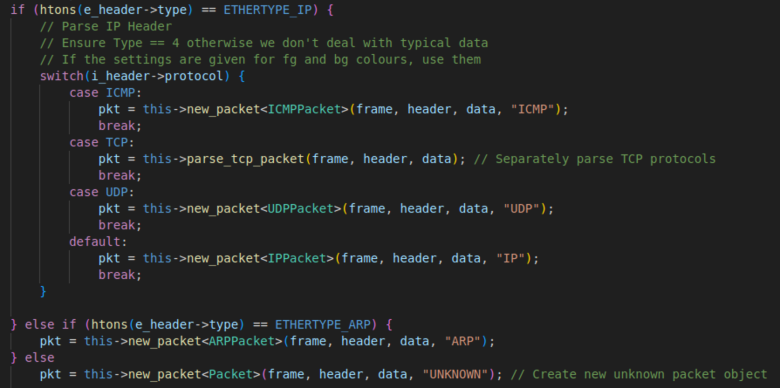 if (htons(e_header->type) == ETHERTYPE_IP) {
    // Parse IP Header
    // Ensure Type == 4 otherwise we don't deal with typical data
    // If the settings are given for fg and bg colours, use them
    switch(i_header->protocol) {
        case ICMP:
            pkt = this->new_packet<ICMPPacket>(frame, header, data, "ICMP");
            break;
        case TCP:
            pkt = this->parse_tcp_packet(frame, header, data); // Separately parse TCP protocols
            break;
        case UDP:
            pkt = this->new_packet<UDPPacket>(frame, header, data, "UDP");
            break;
        default:
            pkt = this->new_packet<IPPacket>(frame, header, data, "IP");
            break;
    }
} else if (htons(e_header->type) == ETHERTYPE_ARP) {
    pkt = this->new_packet<ARPPacket>(frame, header, data, "ARP");
} else
    pkt = this->new_packet<Packet>(frame, header, data, "UNKNOWN"); // Create new unknown packet object